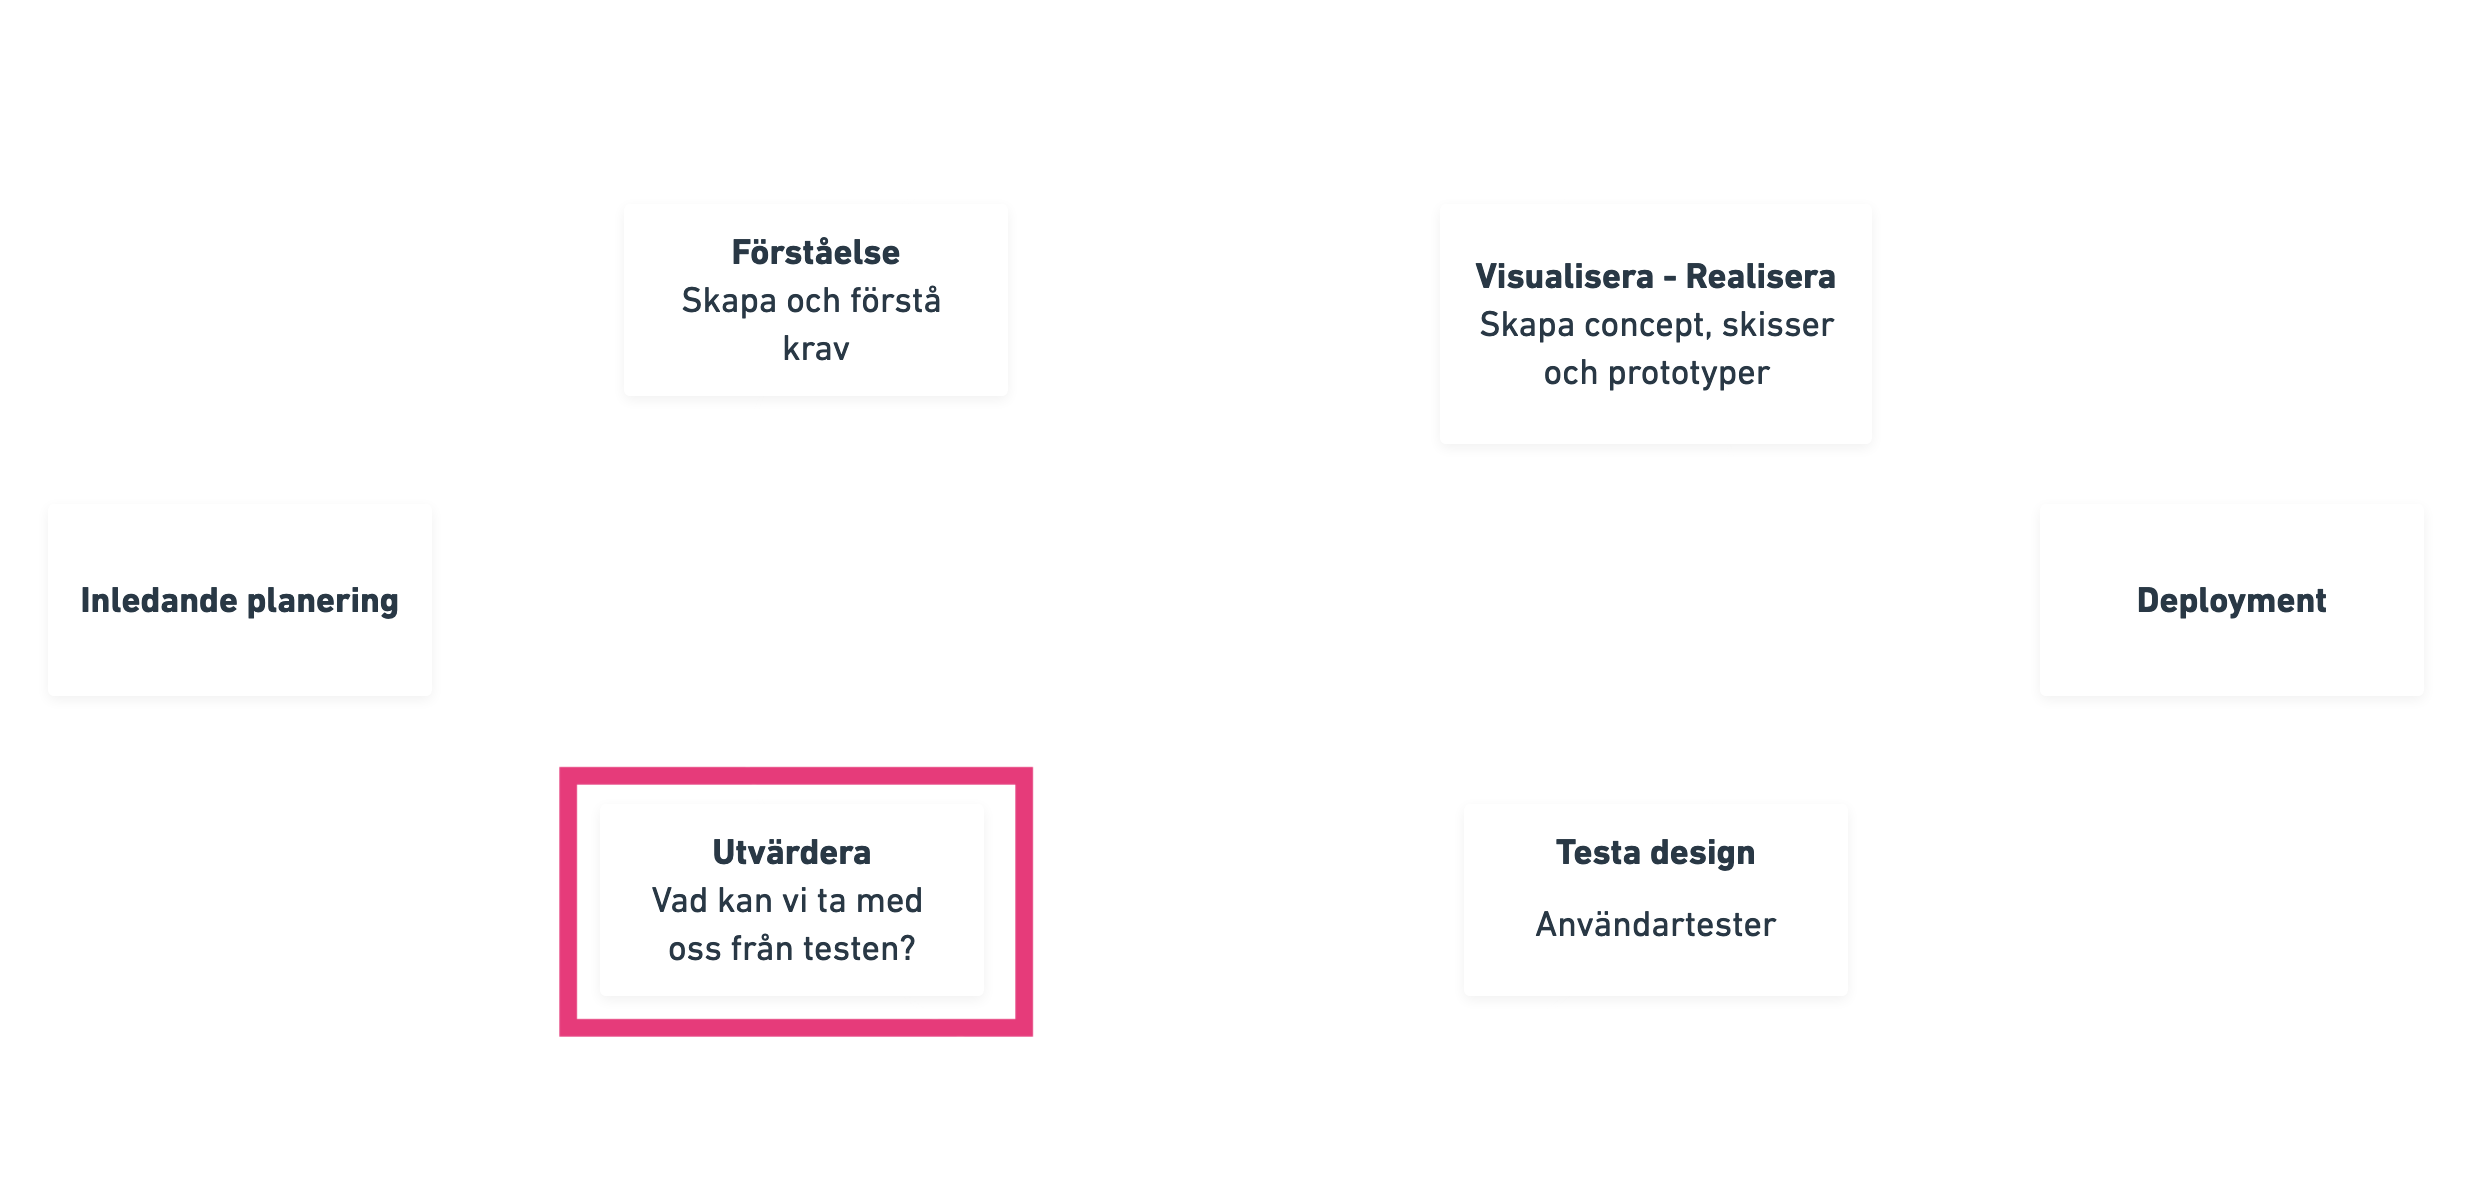 Förståelse
Skapa och förstå
krav
Visualisera - Realisera
Skapa concept, skisser
och prototyper
Inledande planering
Deployment
Utvärdera
Vad kan vi ta med
oss från testen?
Testa design
Användartester